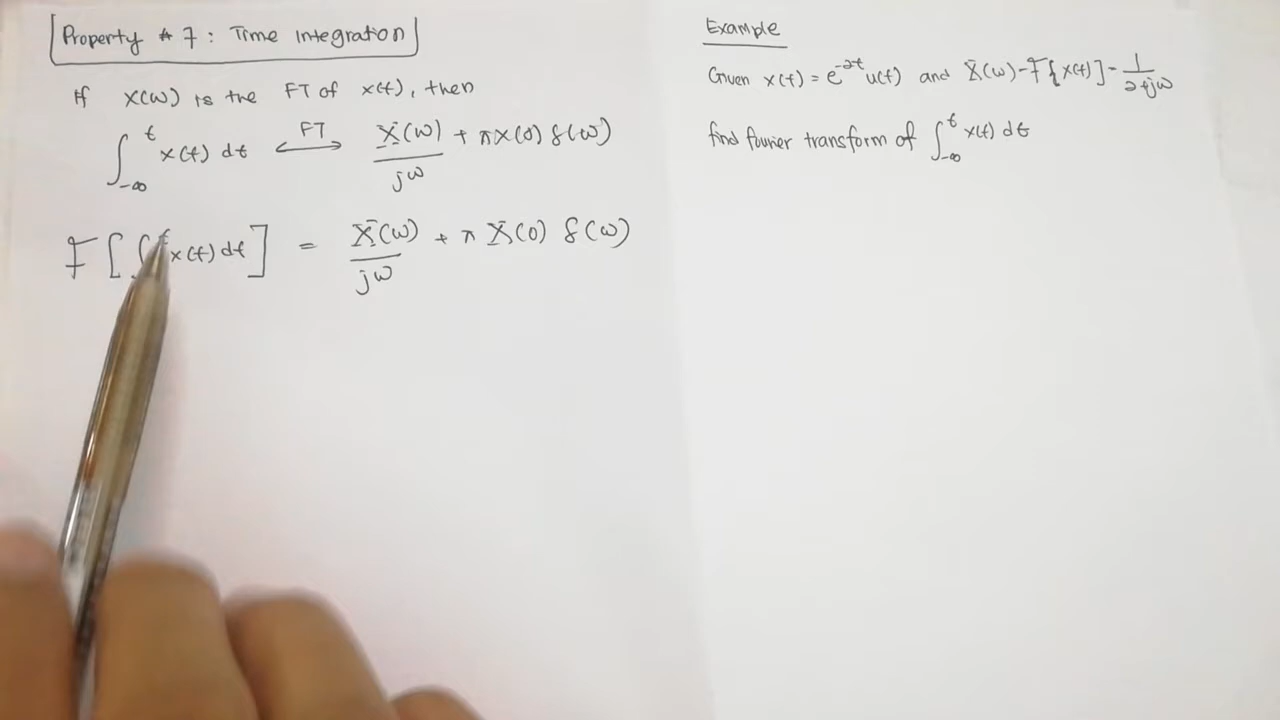 Property # 7 : Time Integration
If X(ω) is the FT of x(t), then
∫_{-∞}^{t} x(t) dt ⟷^{FT} X(ω)/jω + πx(0) δ(ω)
F[∫ᵗ x(t) dt] = X(ω)/jω + π X(0) δ(ω)
Example
Given x(t) = e^{-2t} u(t) and X(ω) - F[x(t)] - 1/2+jω
find fourier transform of ∫_{-∞}^{t} x(t) dt